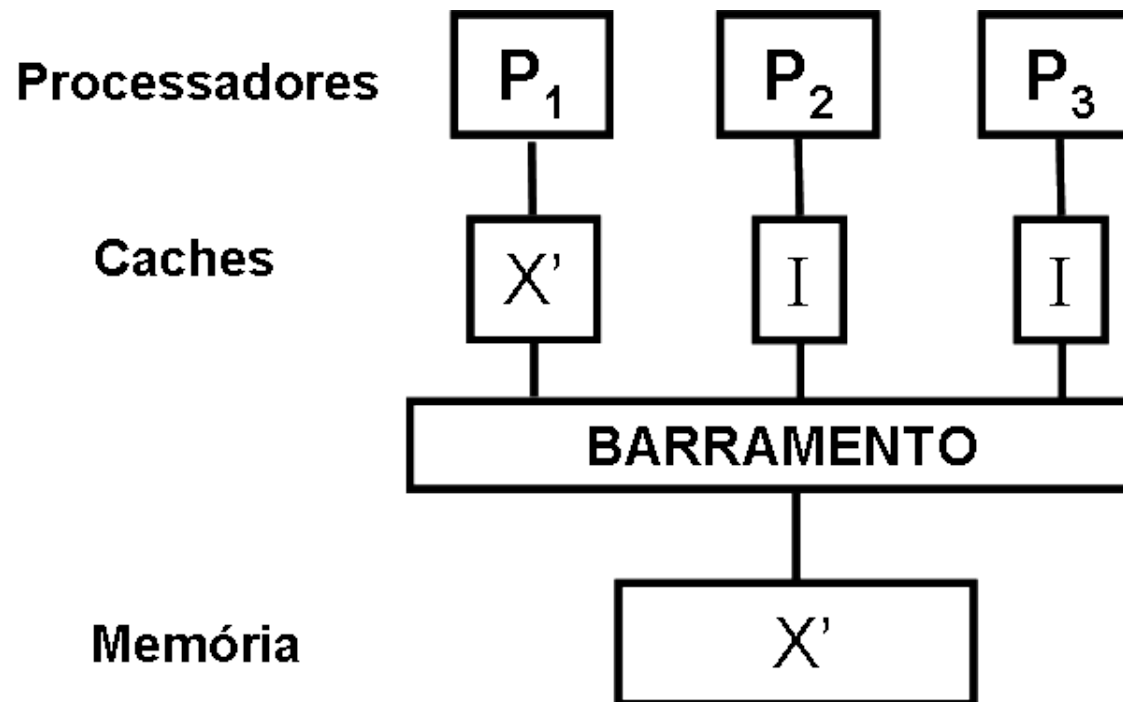 Processadores P1 P2 P3
Caches X' I I
BARRAMENTO
Memória X'